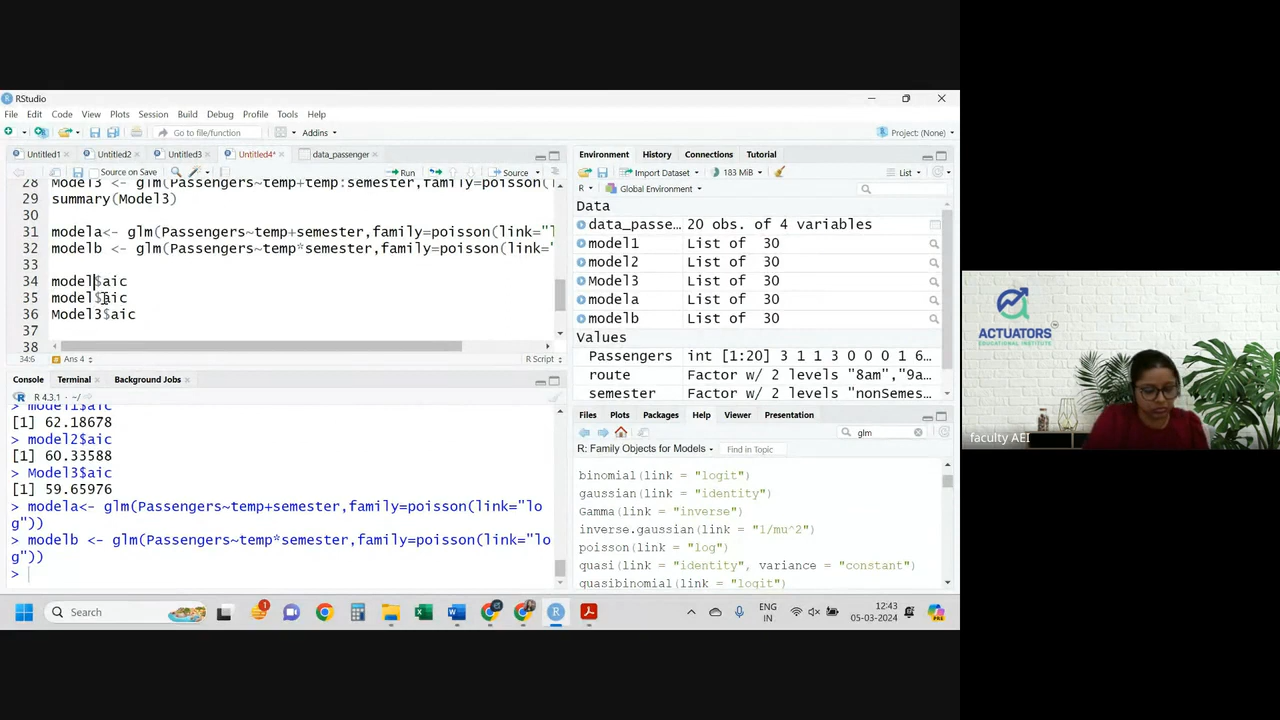 RStudio
File Edit Code View Plots Session Build Debug Profile Tools Help
Go to file/function Addins Project: (None)
Untitled1 Untitled2 Untitled3 Untitled4* data_passenger
Source on Save Run Source
28 Model3 <- glm(Passengers~temp+temp:semester,family=poisson(
29 summary(Model3)
30
31 modela<- glm(Passengers~temp+semester,family=poisson(link="l
32 modelb <- glm(Passengers~temp*semester,family=poisson(link="
33
34 model$aic
35 model$aic
36 Model3$aic
37
38
34:6 Ans 4 R Script
Console Terminal Background Jobs
R 4.3.1 · ~/
> model1$aic
[1] 62.18678
> model2$aic
[1] 60.33588
> Model3$aic
[1] 59.65976
> modela<- glm(Passengers~temp+semester,family=poisson(link="lo
g"))
> modelb <- glm(Passengers~temp*semester,family=poisson(link="lo
g"))
>
Environment History Connections Tutorial
Import Dataset 183 MiB List
R Global Environment
Data
data_passe… 20 obs. of 4 variables
model1 List of 30
model2 List of 30
Model3 List of 30
modela List of 30
modelb List of 30
Values
Passengers int [1:20] 3 1 1 3 0 0 0 1 6…
route Factor w/ 2 levels "8am","9a…
semester Factor w/ 2 levels "nonSemes…
Files Plots Packages Help Viewer Presentation
glm
R: Family Objects for Models Find in Topic
binomial(link = "logit")
gaussian(link = "identity")
Gamma(link = "inverse")
inverse.gaussian(link = "1/mu^2")
poisson(link = "log")
quasi(link = "identity", variance = "constant")
quasibinomial(link = "logit")
Search
ENG
IN
12:43
05-03-2024
ACTUATORS
EDUCATIONAL INSTITUTE
faculty AEI